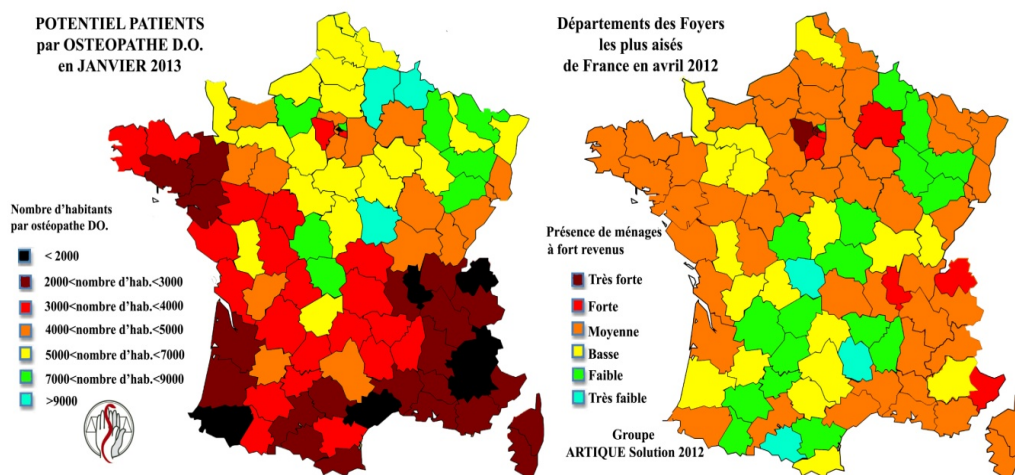 POTENTIEL PATIENTS
par OSTEOPATHE D.O.
en JANVIER 2013
Nombre d'habitants
par ostéopathe DO.
< 2000
2000<nombre d'hab.<3000
3000<nombre d'hab.<4000
4000<nombre d'hab.<5000
5000<nombre d'hab.<7000
7000<nombre d'hab.<9000
>9000
Départements des Foyers
les plus aisés
de France en avril 2012
Présence de ménages
à fort revenus
Très forte
Forte
Moyenne
Basse
Faible
Très faible
Groupe
ARTIQUE Solution 2012